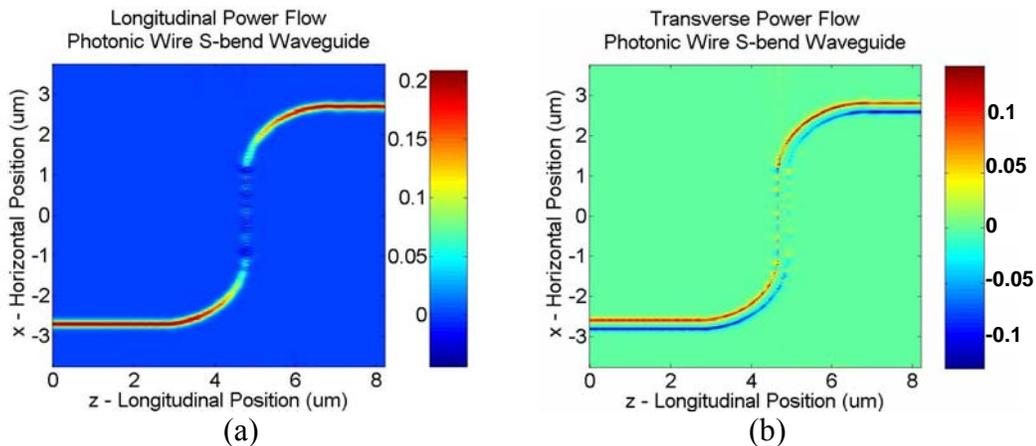 Longitudinal Power Flow
Photonic Wire S-bend Waveguide
x - Horizontal Position (um)
3
2
1
0
-1
-2
-3
0 2 4 6 8
z - Longitudinal Position (um)
0.2
0.15
0.1
0.05
0
(a)
Transverse Power Flow
Photonic Wire S-bend Waveguide
x - Horizontal Position (um)
3
2
1
0
-1
-2
-3
0 2 4 6 8
z - Longitudinal Position (um)
0.1
0.05
0
-0.05
-0.1
(b)